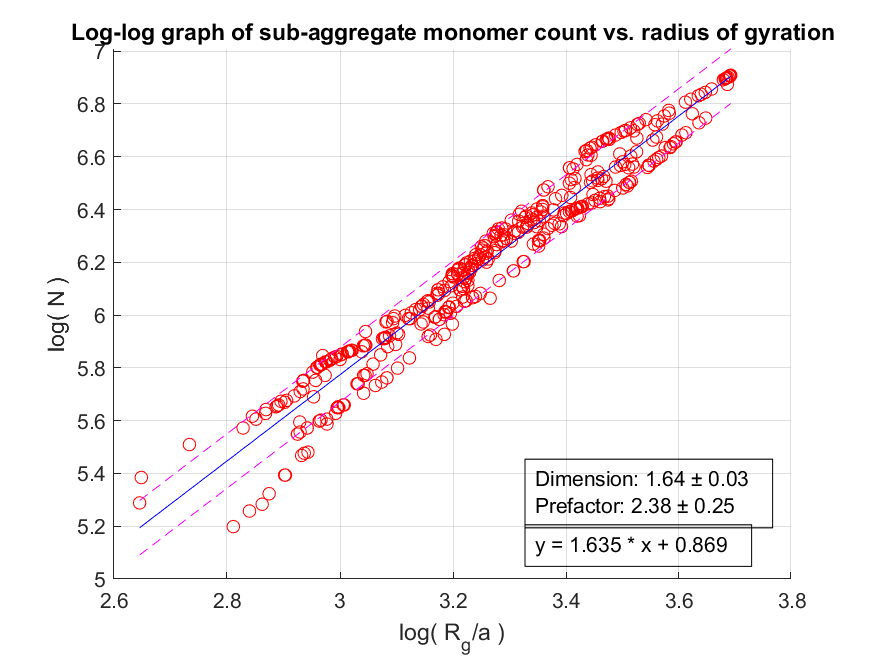 Log-log graph of sub-aggregate monomer count vs. radius of gyration
7
6.8
6.6
6.4
6.2
6
5.8
5.6
5.4
5.2
5
log( N )
Dimension: 1.64 ± 0.03
Prefactor: 2.38 ± 0.25
y = 1.635 * x + 0.869
2.6 2.8 3 3.2 3.4 3.6 3.8
log( Rg/a )